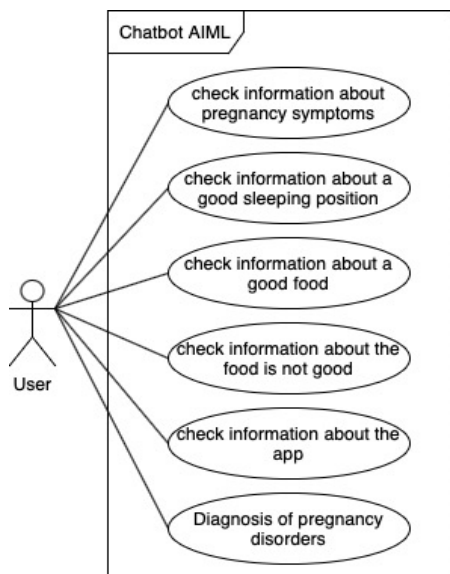 Chatbot AIML
check information about
pregnancy symptoms
check information about a
good sleeping position
check information about a
good food
User
check information about the
food is not good
check information about the
app
Diagnosis of pregnancy
disorders